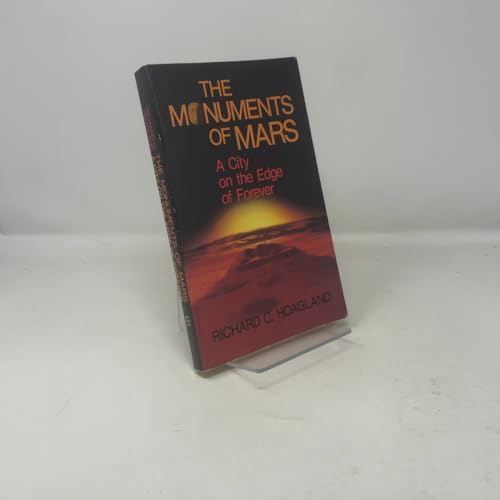 THE
MONUMENTS
OF MARS
A City
on the Edge
of Forever
RICHARD C. HOAGLAND
THE MONUMENTS OF MARS